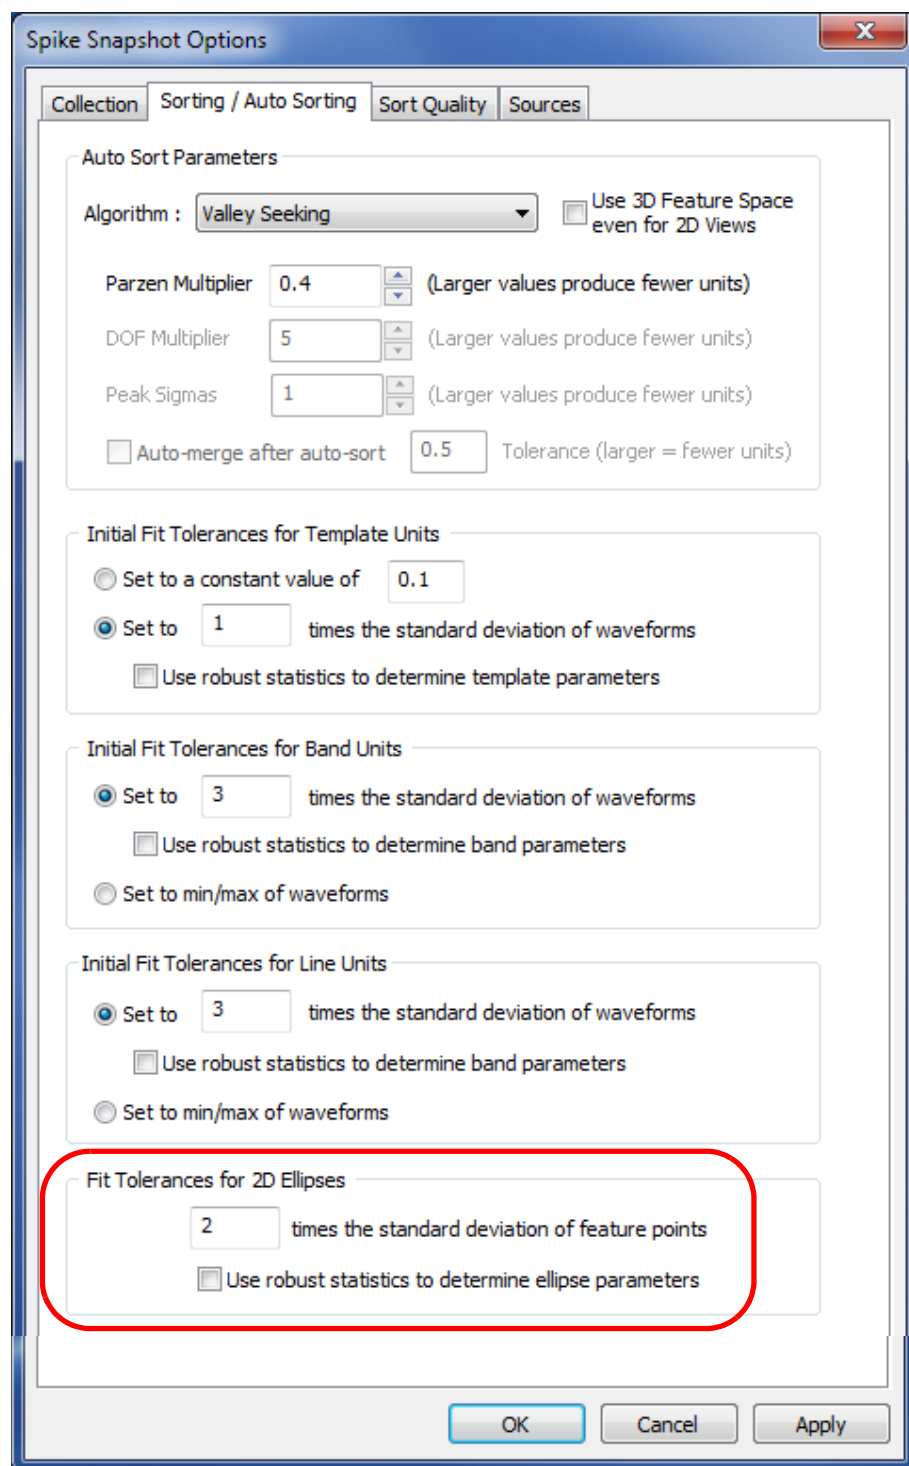 Spike Snapshot Options
Collection Sorting / Auto Sorting Sort Quality Sources
Auto Sort Parameters
Algorithm : Valley Seeking Use 3D Feature Space
even for 2D Views
Parzen Multiplier 0.4 (Larger values produce fewer units)
DOF Multiplier 5 (Larger values produce fewer units)
Peak Sigmas 1 (Larger values produce fewer units)
Auto-merge after auto-sort 0.5 Tolerance (larger = fewer units)
Initial Fit Tolerances for Template Units
Set to a constant value of 0.1
Set to 1 times the standard deviation of waveforms
Use robust statistics to determine template parameters
Initial Fit Tolerances for Band Units
Set to 3 times the standard deviation of waveforms
Use robust statistics to determine band parameters
Set to min/max of waveforms
Initial Fit Tolerances for Line Units
Set to 3 times the standard deviation of waveforms
Use robust statistics to determine band parameters
Set to min/max of waveforms
Fit Tolerances for 2D Ellipses
2 times the standard deviation of feature points
Use robust statistics to determine ellipse parameters
OK Cancel Apply